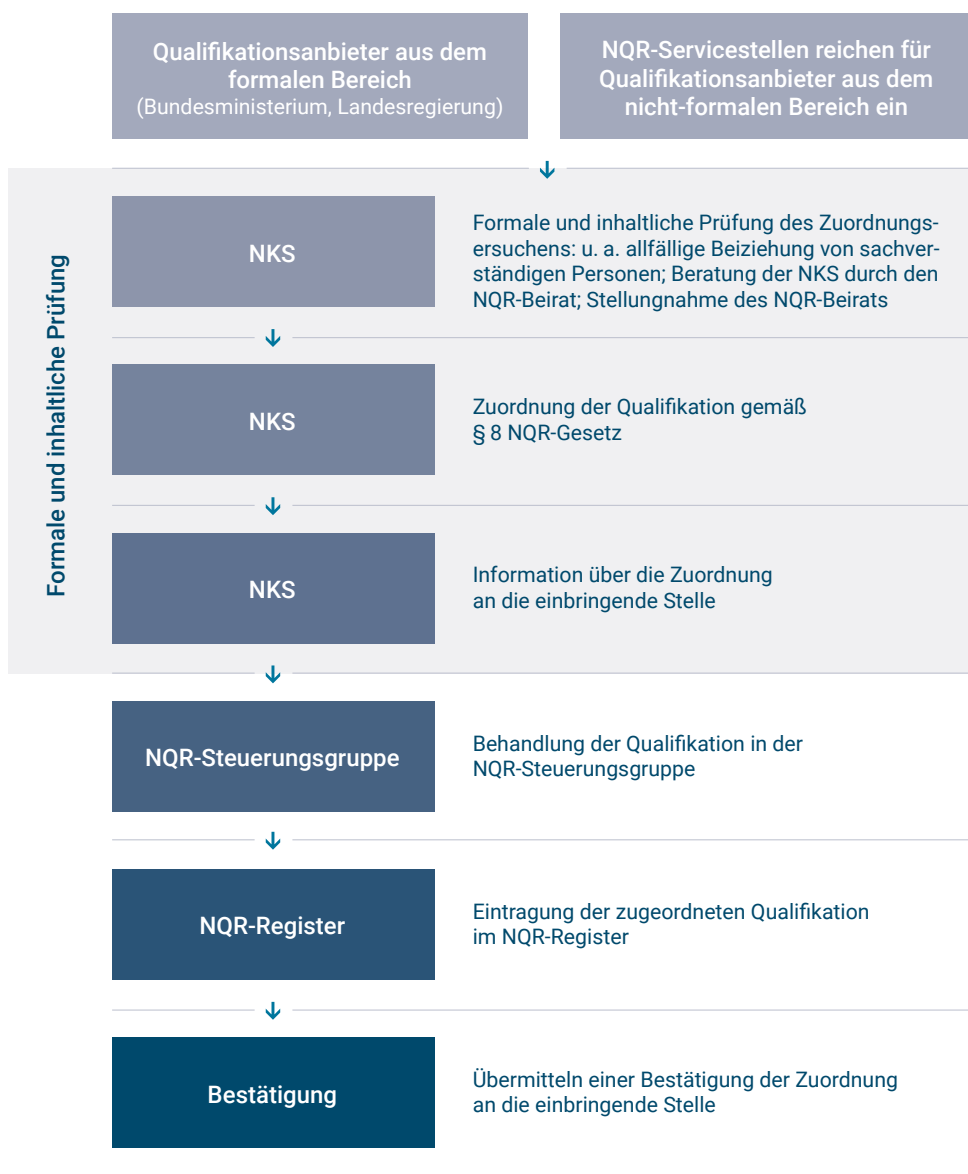 Qualifikationsanbieter aus dem
formalen Bereich
(Bundesministerium, Landesregierung)
NQR-Servicestellen reichen für
Qualifikationsanbieter aus dem
nicht-formalen Bereich ein
Formale und inhaltliche Prüfung
NKS
Formale und inhaltliche Prüfung des Zuordnungs-
ersuchens: u. a. allfällige Beiziehung von sachver-
ständigen Personen; Beratung der NKS durch den
NQR-Beirat; Stellungnahme des NQR-Beirats
NKS
Zuordnung der Qualifikation gemäß
§ 8 NQR-Gesetz
NKS
Information über die Zuordnung
an die einbringende Stelle
NQR-Steuerungsgruppe
Behandlung der Qualifikation in der
NQR-Steuerungsgruppe
NQR-Register
Eintragung der zugeordneten Qualifikation
im NQR-Register
Bestätigung
Übermitteln einer Bestätigung der Zuordnung
an die einbringende Stelle